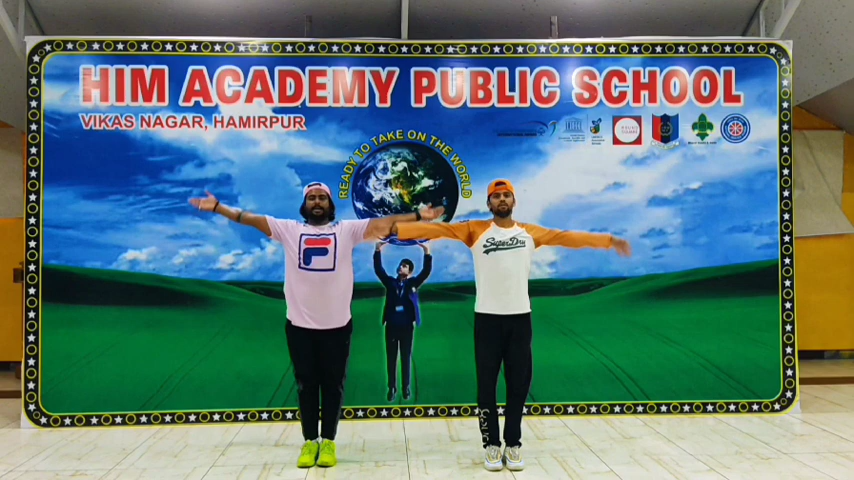 HIM ACADEMY PUBLIC SCHOOL
VIKAS NAGAR, HAMIRPUR
READY TO TAKE ON THE WORLD
FILA
SuperDry